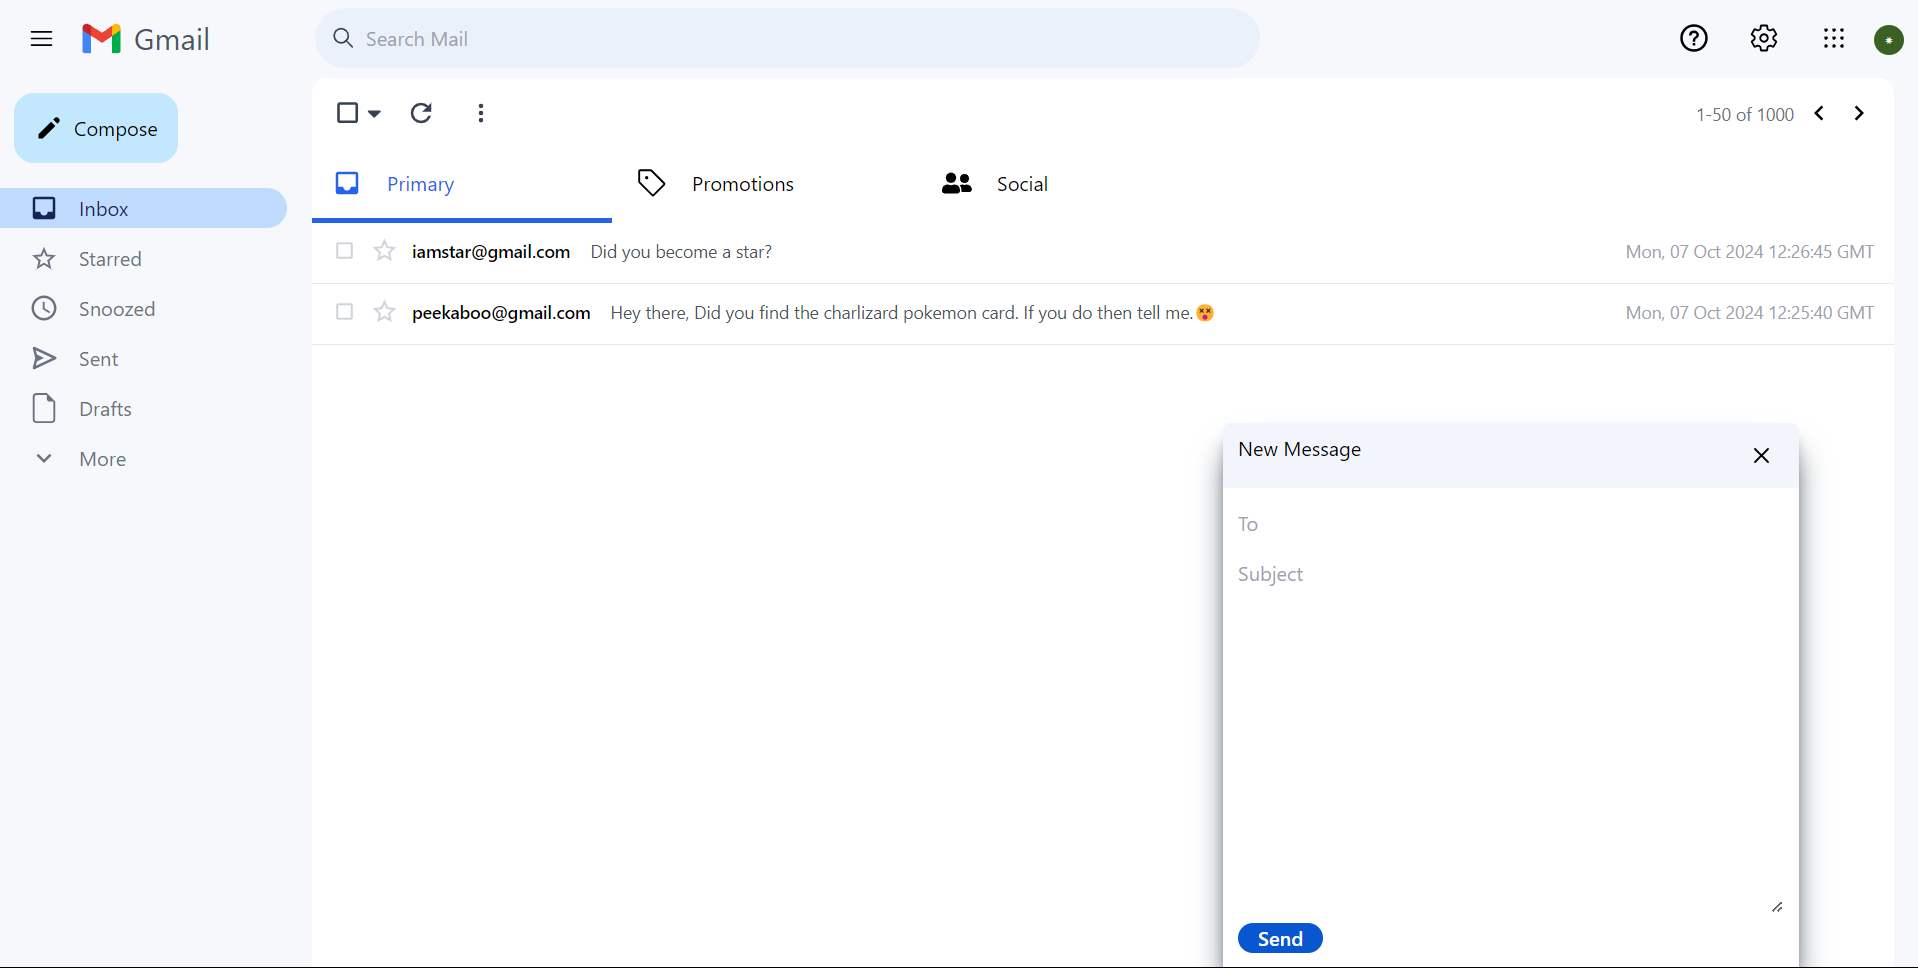 Gmail
Search Mail
Compose
1-50 of 1000
Primary
Promotions
Social
Inbox
Starred
Snoozed
Sent
Drafts
More
iamstar@gmail.com Did you become a star? Mon, 07 Oct 2024 12:26:45 GMT
peekaboo@gmail.com Hey there, Did you find the charlizard pokemon card. If you do then tell me.😵 Mon, 07 Oct 2024 12:25:40 GMT
New Message
To
Subject
Send